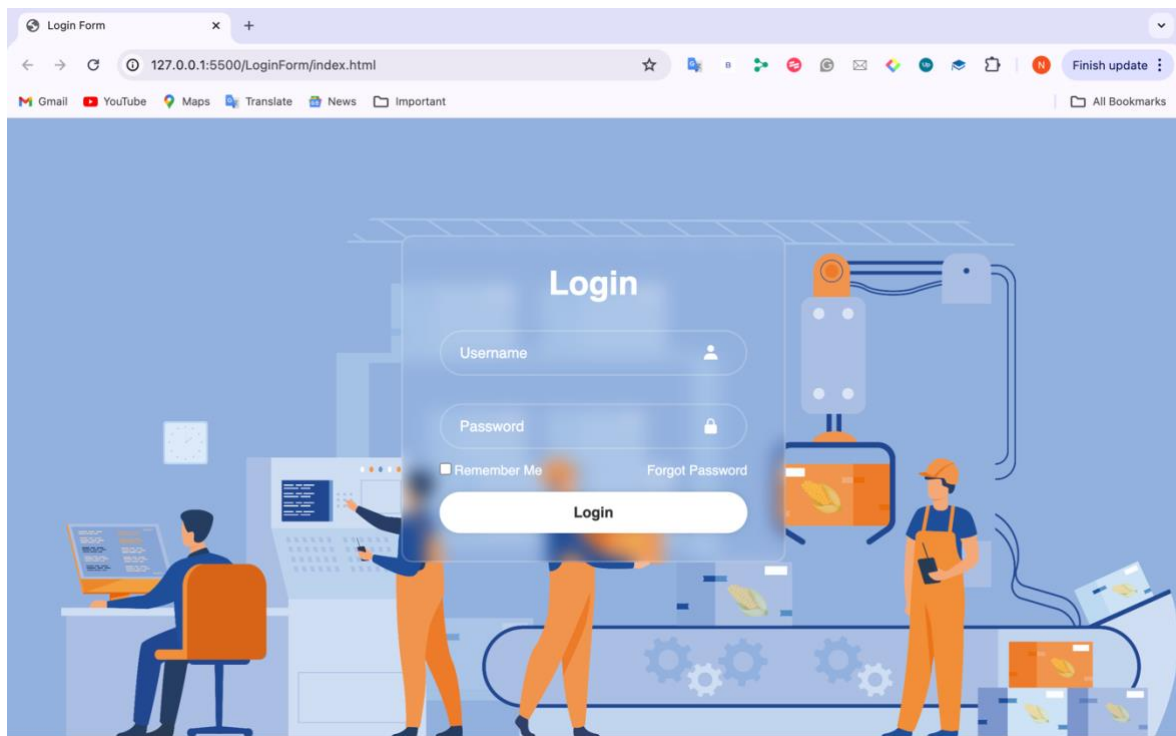 Login Form
127.0.0.1:5500/LoginForm/index.html
Finish update
Gmail YouTube Maps Translate News Important All Bookmarks
Login
Username
Password
Remember Me Forgot Password
Login